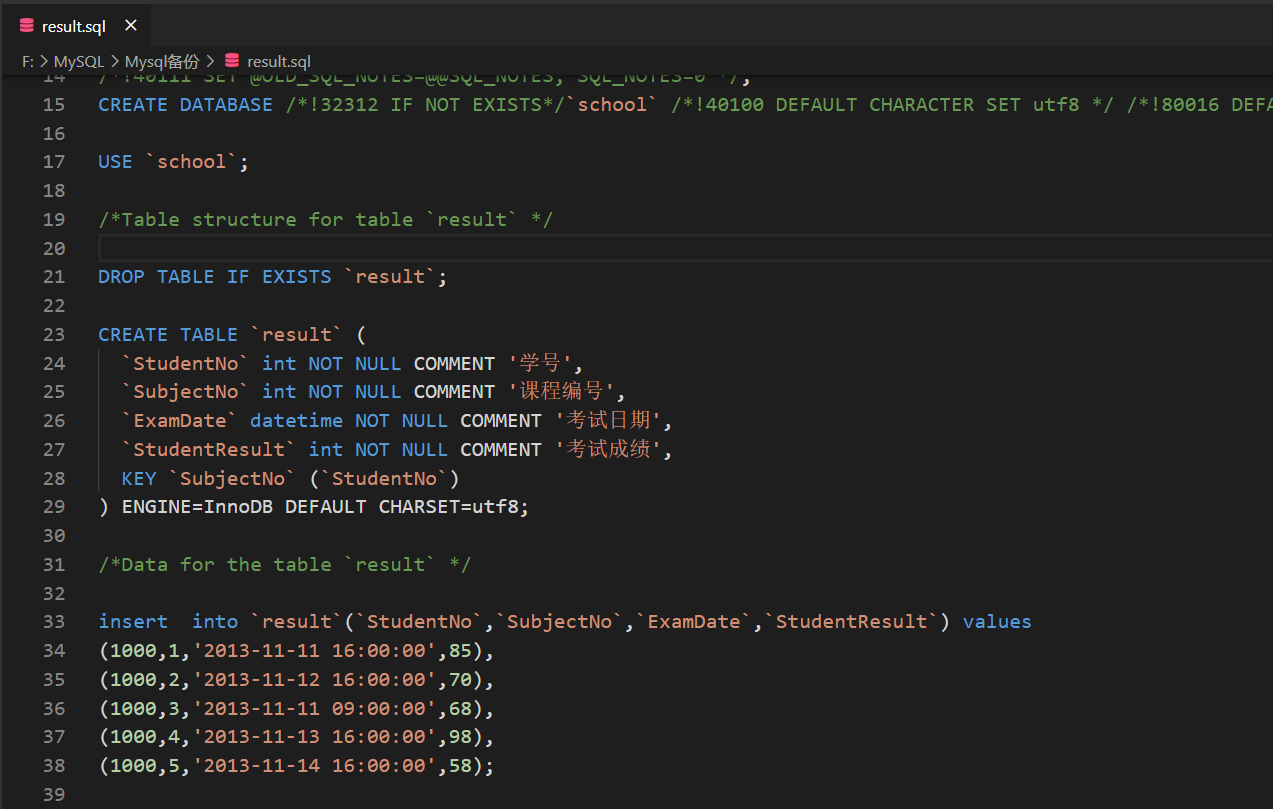 result.sql ×
F: > MySQL > Mysql备份 > result.sql
14 /*!40111 SET @OLD_SQL_NOTES=@@SQL_NOTES, SQL_NOTES=0 */;
15 CREATE DATABASE /*!32312 IF NOT EXISTS*/`school` /*!40100 DEFAULT CHARACTER SET utf8 */ /*!80016 DEFA
16
17 USE `school`;
18
19 /*Table structure for table `result` */
20
21 DROP TABLE IF EXISTS `result`;
22
23 CREATE TABLE `result` (
24 `StudentNo` int NOT NULL COMMENT '学号',
25 `SubjectNo` int NOT NULL COMMENT '课程编号',
26 `ExamDate` datetime NOT NULL COMMENT '考试日期',
27 `StudentResult` int NOT NULL COMMENT '考试成绩',
28 KEY `SubjectNo` (`StudentNo`)
29 ) ENGINE=InnoDB DEFAULT CHARSET=utf8;
30
31 /*Data for the table `result` */
32
33 insert  into `result`(`StudentNo`,`SubjectNo`,`ExamDate`,`StudentResult`) values
34 (1000,1,'2013-11-11 16:00:00',85),
35 (1000,2,'2013-11-12 16:00:00',70),
36 (1000,3,'2013-11-11 09:00:00',68),
37 (1000,4,'2013-11-13 16:00:00',98),
38 (1000,5,'2013-11-14 16:00:00',58);
39